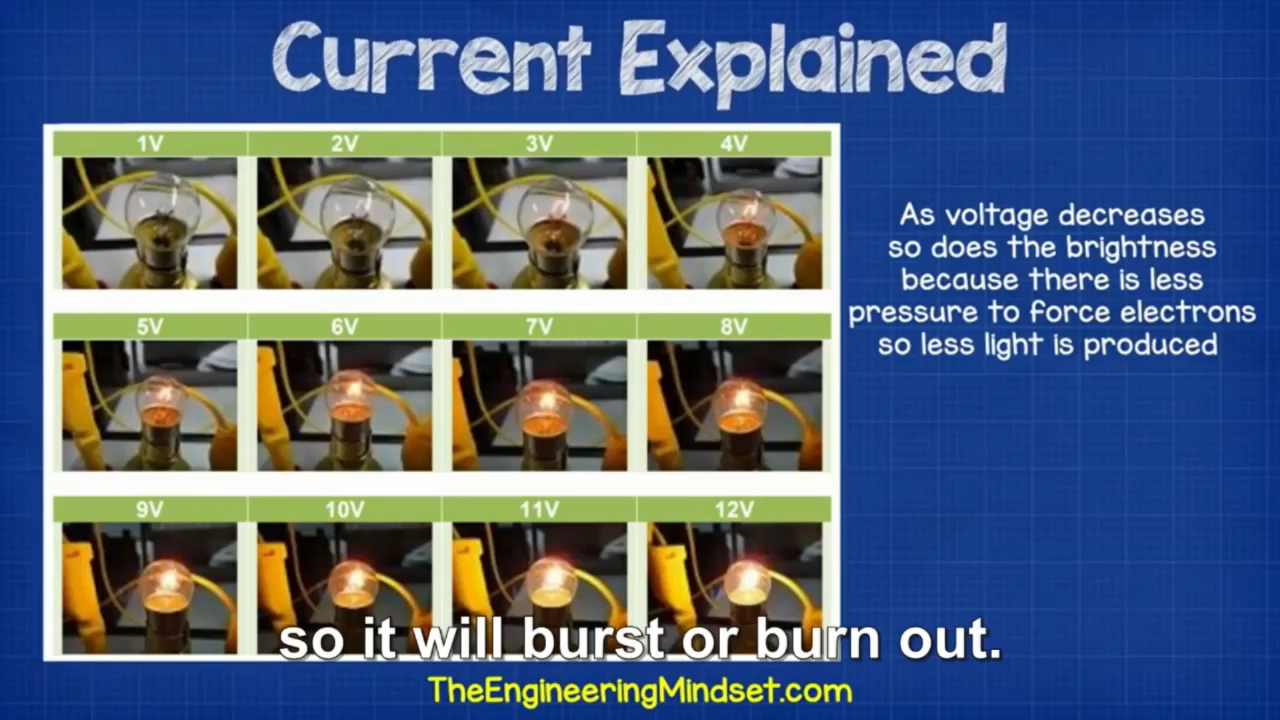 Current Explained
1V 2V 3V 4V
As voltage decreases
so does the brightness
because there is less
pressure to force electrons
so less light is produced
5V 6V 7V 8V
9V 10V 11V 12V
so it will burst or burn out.
TheEngineeringMindset.com